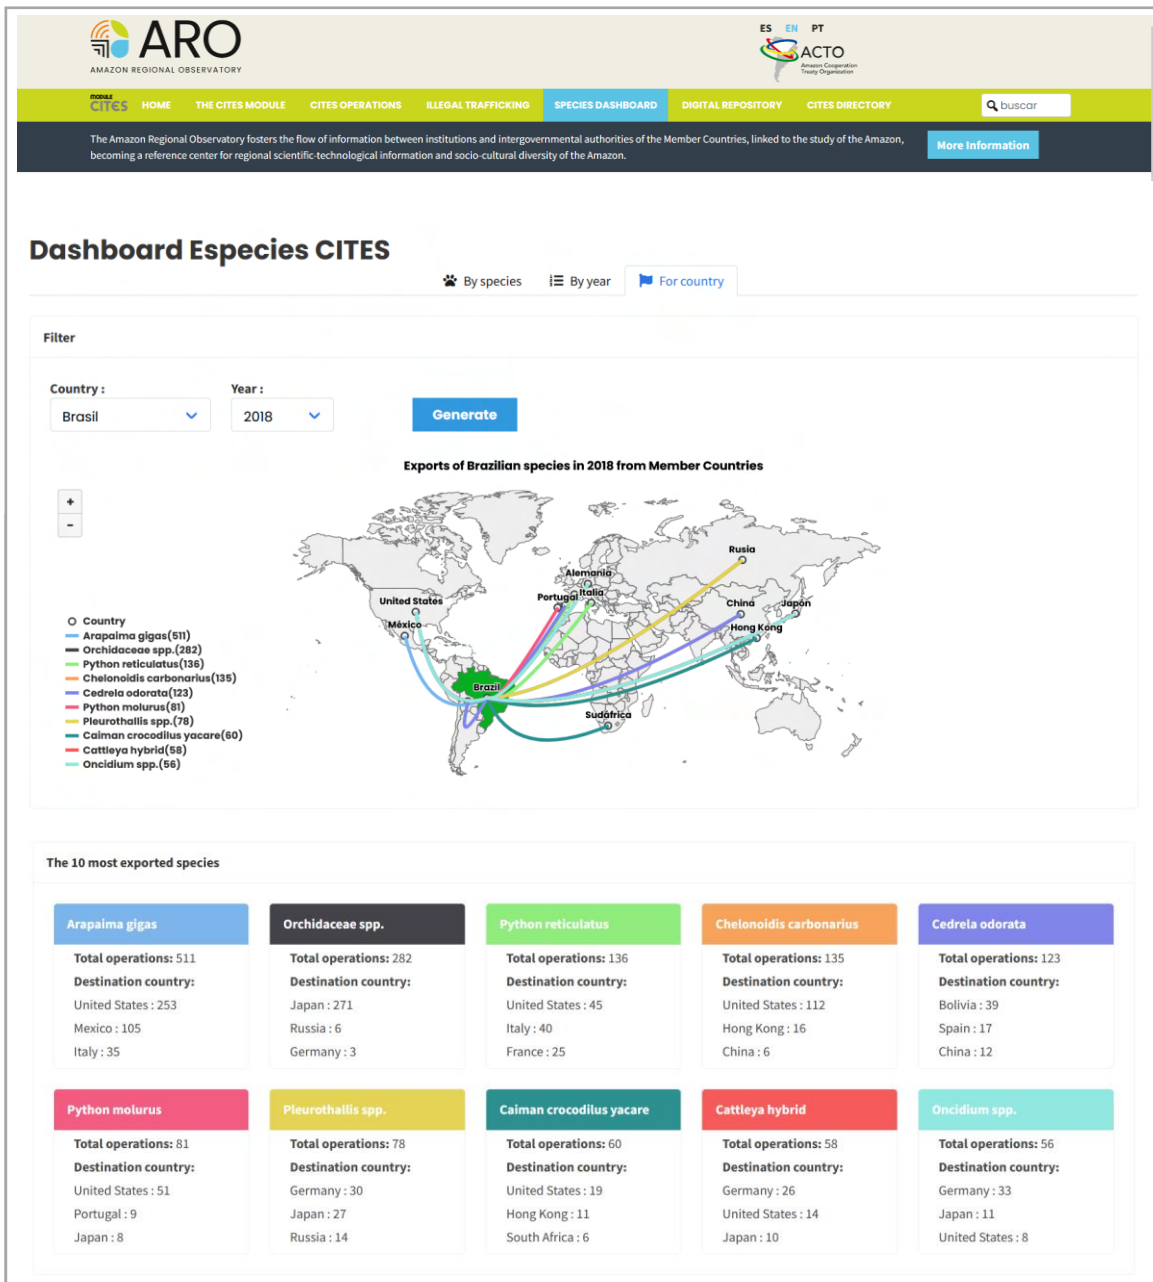 ARO
AMAZON REGIONAL OBSERVATORY
ES EN PT
ACTO
Amazon Cooperation
Treaty Organization
MODULE
CITES HOME THE CITES MODULE CITES OPERATIONS ILLEGAL TRAFFICKING SPECIES DASHBOARD DIGITAL REPOSITORY CITES DIRECTORY buscar
The Amazon Regional Observatory fosters the flow of information between institutions and intergovernmental authorities of the Member Countries, linked to the study of the Amazon,
becoming a reference center for regional scientific-technological information and socio-cultural diversity of the Amazon.
More Information
Dashboard Especies CITES
By species By year For country
Filter
Country : Year :
Brasil 2018 Generate
Exports of Brazilian species in 2018 from Member Countries
+
-
Rusia
Alemania
Italia
Portugal
United States
China
Japón
México
Hong Kong
Brazil
Sudáfrica
Country
Arapaima gigas(511)
Orchidaceae spp.(282)
Python reticulatus(136)
Chelonoidis carbonarius(135)
Cedrela odorata(123)
Python molurus(81)
Pleurothallis spp.(78)
Caiman crocodilus yacare(60)
Cattleya hybrid(58)
Oncidium spp.(56)
The 10 most exported species
Arapaima gigas
Total operations: 511
Destination country:
United States : 253
Mexico : 105
Italy : 35
Orchidaceae spp.
Total operations: 282
Destination country:
Japan : 271
Russia : 6
Germany : 3
Python reticulatus
Total operations: 136
Destination country:
United States : 45
Italy : 40
France : 25
Chelonoidis carbonarius
Total operations: 135
Destination country:
United States : 112
Hong Kong : 16
China : 6
Cedrela odorata
Total operations: 123
Destination country:
Bolivia : 39
Spain : 17
China : 12
Python molurus
Total operations: 81
Destination country:
United States : 51
Portugal : 9
Japan : 8
Pleurothallis spp.
Total operations: 78
Destination country:
Germany : 30
Japan : 27
Russia : 14
Caiman crocodilus yacare
Total operations: 60
Destination country:
United States : 19
Hong Kong : 11
South Africa : 6
Cattleya hybrid
Total operations: 58
Destination country:
Germany : 26
United States : 14
Japan : 10
Oncidium spp.
Total operations: 56
Destination country:
Germany : 33
Japan : 11
United States : 8